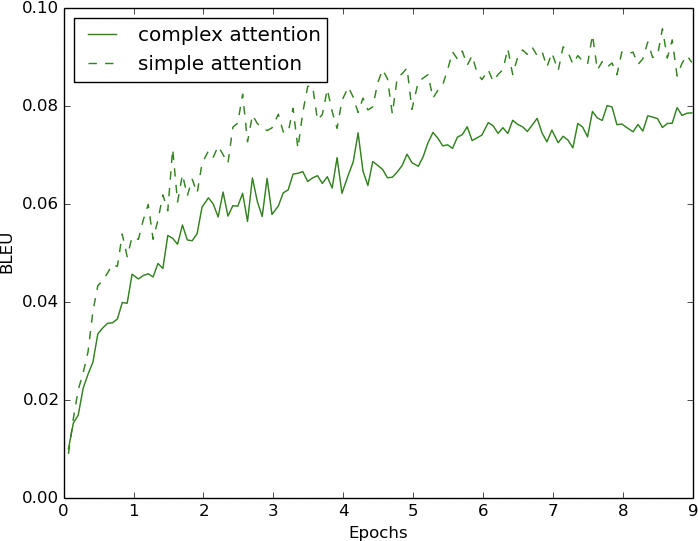 complex attention
simple attention
0.10
0.08
0.06
0.04
0.02
0.00
BLEU
0 1 2 3 4 5 6 7 8 9
Epochs